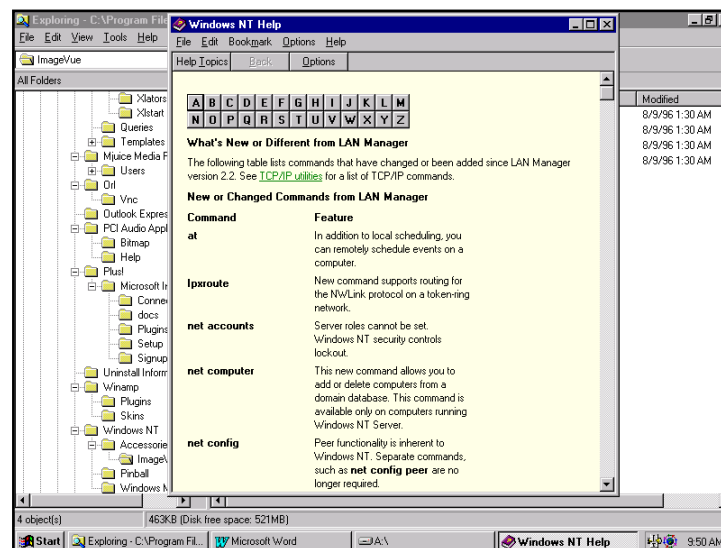 Exploring - C:\Program File
File Edit View Tools Help
ImageVue
All Folders
Modified
Xlators
Xlstart
Queries
Templates
Mjuice Media P
Users
Orl
Vnc
Outlook Expres
PCI Audio Appl
Bitmap
Help
Plus!
Microsoft In
Conne
docs
Plugins
Setup
Signup
Uninstall Inform
Winamp
Plugins
Skins
Windows NT
Accessorie
ImageV
Pinball
Windows N
8/9/96 1:30 AM
8/9/96 1:30 AM
8/9/96 1:30 AM
8/9/96 1:30 AM
Windows NT Help
File Edit Bookmark Options Help
Help Topics Back Options
A B C D E F G H I J K L M
N O P Q R S T U V W X Y Z
What's New or Different from LAN Manager
The following table lists commands that have changed or been added since LAN Manager
version 2.2. See TCP/IP utilities for a list of TCP/IP commands.
New or Changed Commands from LAN Manager
Command Feature
at In addition to local scheduling, you
can remotely schedule events on a
computer.
Ipxroute New command supports routing for
the NWLink protocol on a token-ring
network.
net accounts Server roles cannot be set.
Windows NT security controls
lockout.
net computer This new command allows you to
add or delete computers from a
domain database. This command is
available only on computers running
Windows NT Server.
net config Peer functionality is inherent to
Windows NT. Separate commands,
such as net config peer are no
longer required.
4 object(s) 463KB (Disk free space: 521MB)
Start Exploring - C:\Program Fil... Microsoft Word A:\ Windows NT Help 9:50 AM